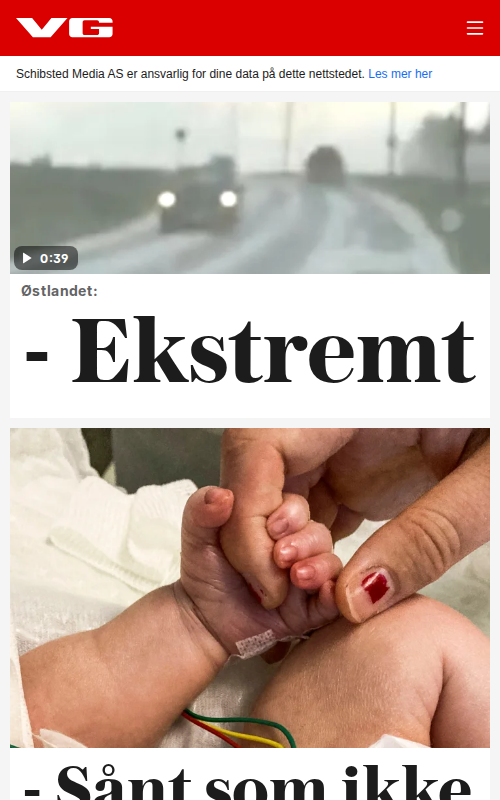 VG
Schibsted Media AS er ansvarlig for dine data på dette nettstedet. Les mer her
0:39
Østlandet:
- Ekstremt
- Sånt som ikke